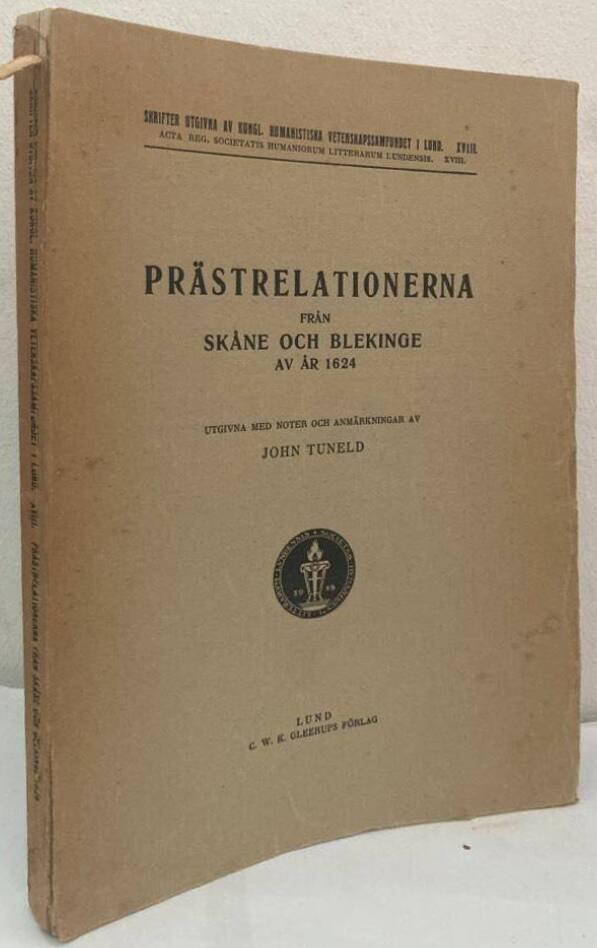 SKRIFTER UTGIVNA AV KUNGL. HUMANISTISKA VETENSKAPSSAMFUNDET I LUND. XVIII.
ACTA REG. SOCIETATIS HUMANIORUM LITTERARUM LUNDENSIS. XVIII.
PRÄSTRELATIONERNA
FRÅN
SKÅNE OCH BLEKINGE
AV ÅR 1624
UTGIVNA MED NOTER OCH ANMÄRKNINGAR AV
JOHN TUNELD
LUND
C. W. K. GLEERUPS FÖRLAG